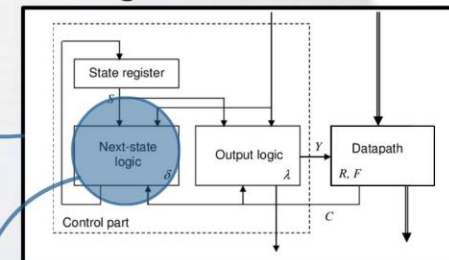 State register
S
Next-state
logic
δ
Output logic
λ
Y
Datapath
R, F
C
Control part